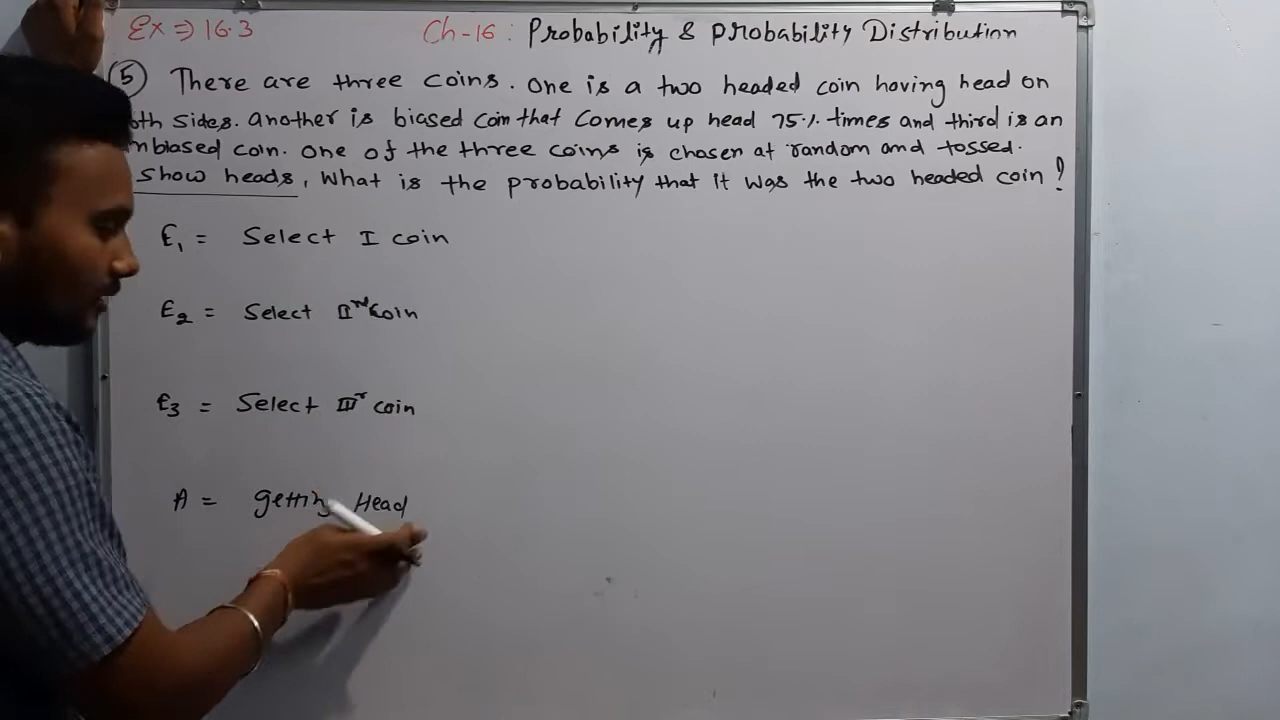 Ex ⇒ 16.3
Ch-16 : Probability & Probability Distribution
(5) There are three coins. One is a two headed coin having head on
oth sides. Another is biased coin that comes up head 75% times and third is an
nbiased coin. One of the three coins is chosen at random and tossed.
show heads, What is the probability that it was the two headed coin?
E₁ = Select I coin
E₂ = Select IInd coin
E₃ = Select III coin
A = getting Head